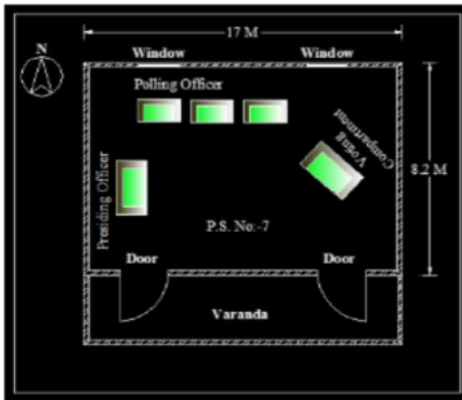 17 M
N
Window
Window
Polling Officer
Voting
Compartment
8.2 M
Presiding Officer
P.S. No:-7
Door
Door
Varanda